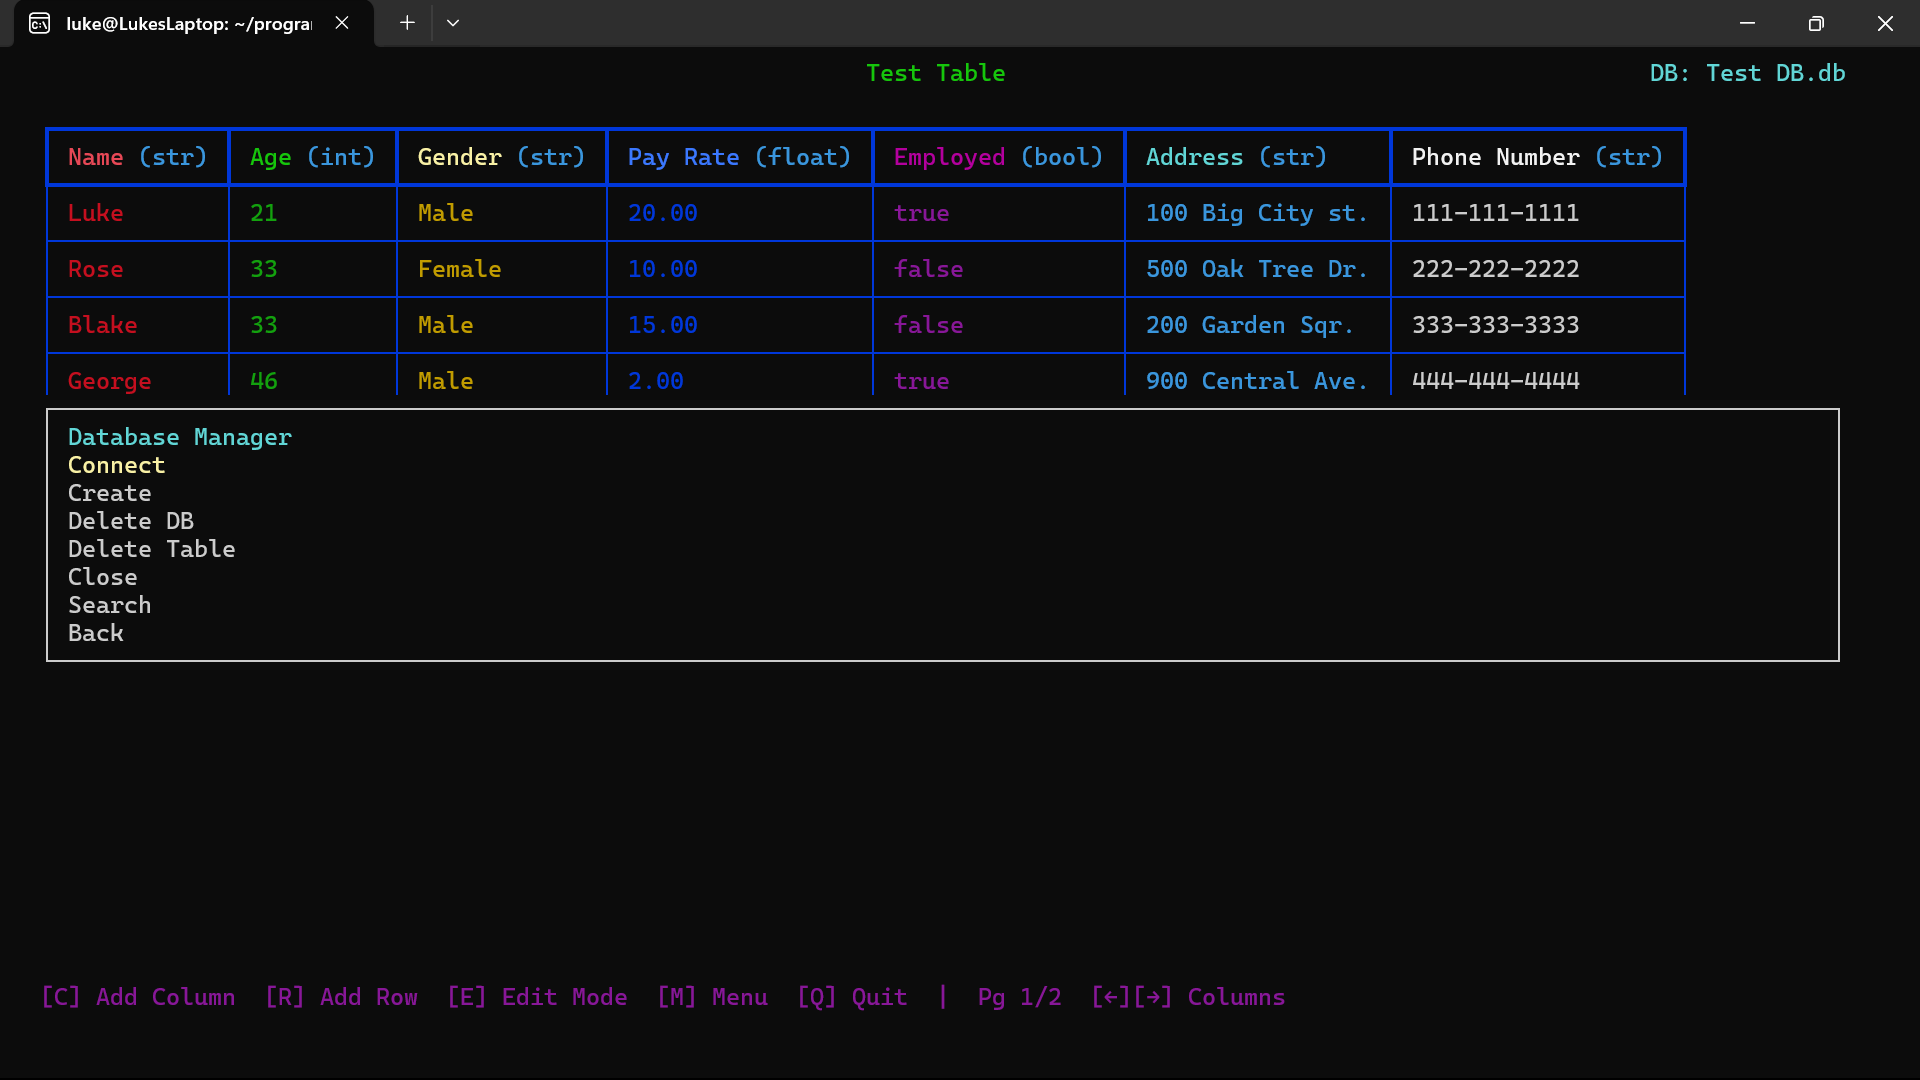 luke@LukesLaptop: ~/progra
Test Table DB: Test DB.db
Name (str) Age (int) Gender (str) Pay Rate (float) Employed (bool) Address (str) Phone Number (str)
Luke 21 Male 20.00 true 100 Big City st. 111-111-1111
Rose 33 Female 10.00 false 500 Oak Tree Dr. 222-222-2222
Blake 33 Male 15.00 false 200 Garden Sqr. 333-333-3333
George 46 Male 2.00 true 900 Central Ave. 444-444-4444
Database Manager
Connect
Create
Delete DB
Delete Table
Close
Search
Back
[C] Add Column [R] Add Row [E] Edit Mode [M] Menu [Q] Quit | Pg 1/2 [←][→] Columns